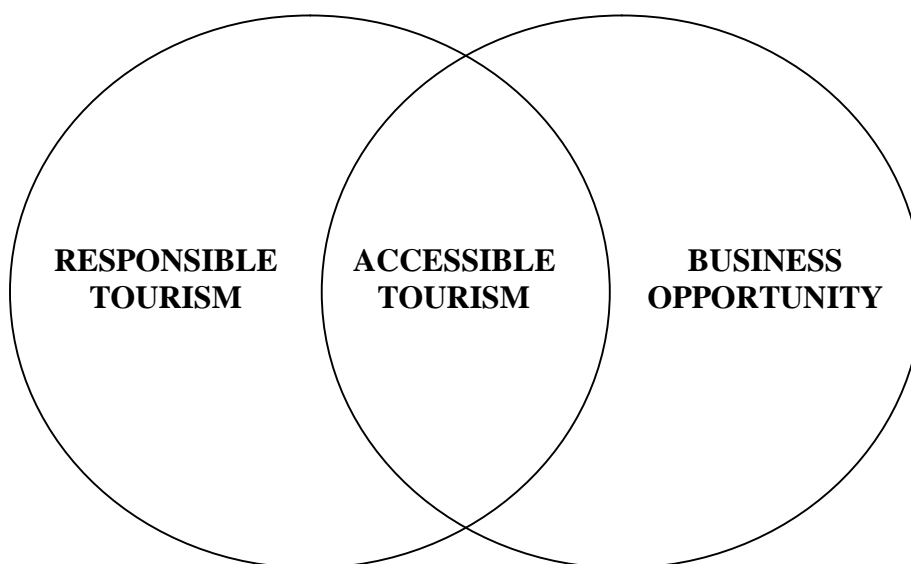 RESPONSIBLE
TOURISM
ACCESSIBLE
TOURISM
BUSINESS
OPPORTUNITY